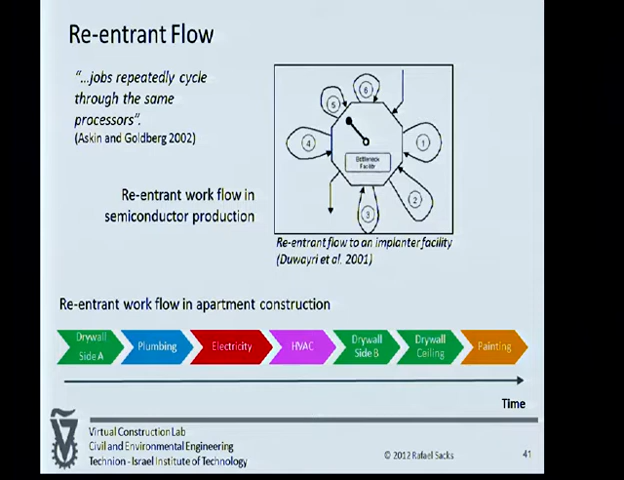 Re-entrant Flow
“…jobs repeatedly cycle
through the same
processors”.
(Askin and Goldberg 2002)
Re-entrant work flow in
semiconductor production
6
5
4
1
2
3
Bottleneck
Facility
Re-entrant flow to an implanter facility
(Duwayri et al. 2001)
Re-entrant work flow in apartment construction
Drywall
Side A
Plumbing
Electricity
HVAC
Drywall
Side B
Drywall
Ceiling
Painting
Time
Virtual Construction Lab
Civil and Environmental Engineering
Technion - Israel Institute of Technology
© 2012 Rafael Sacks
41